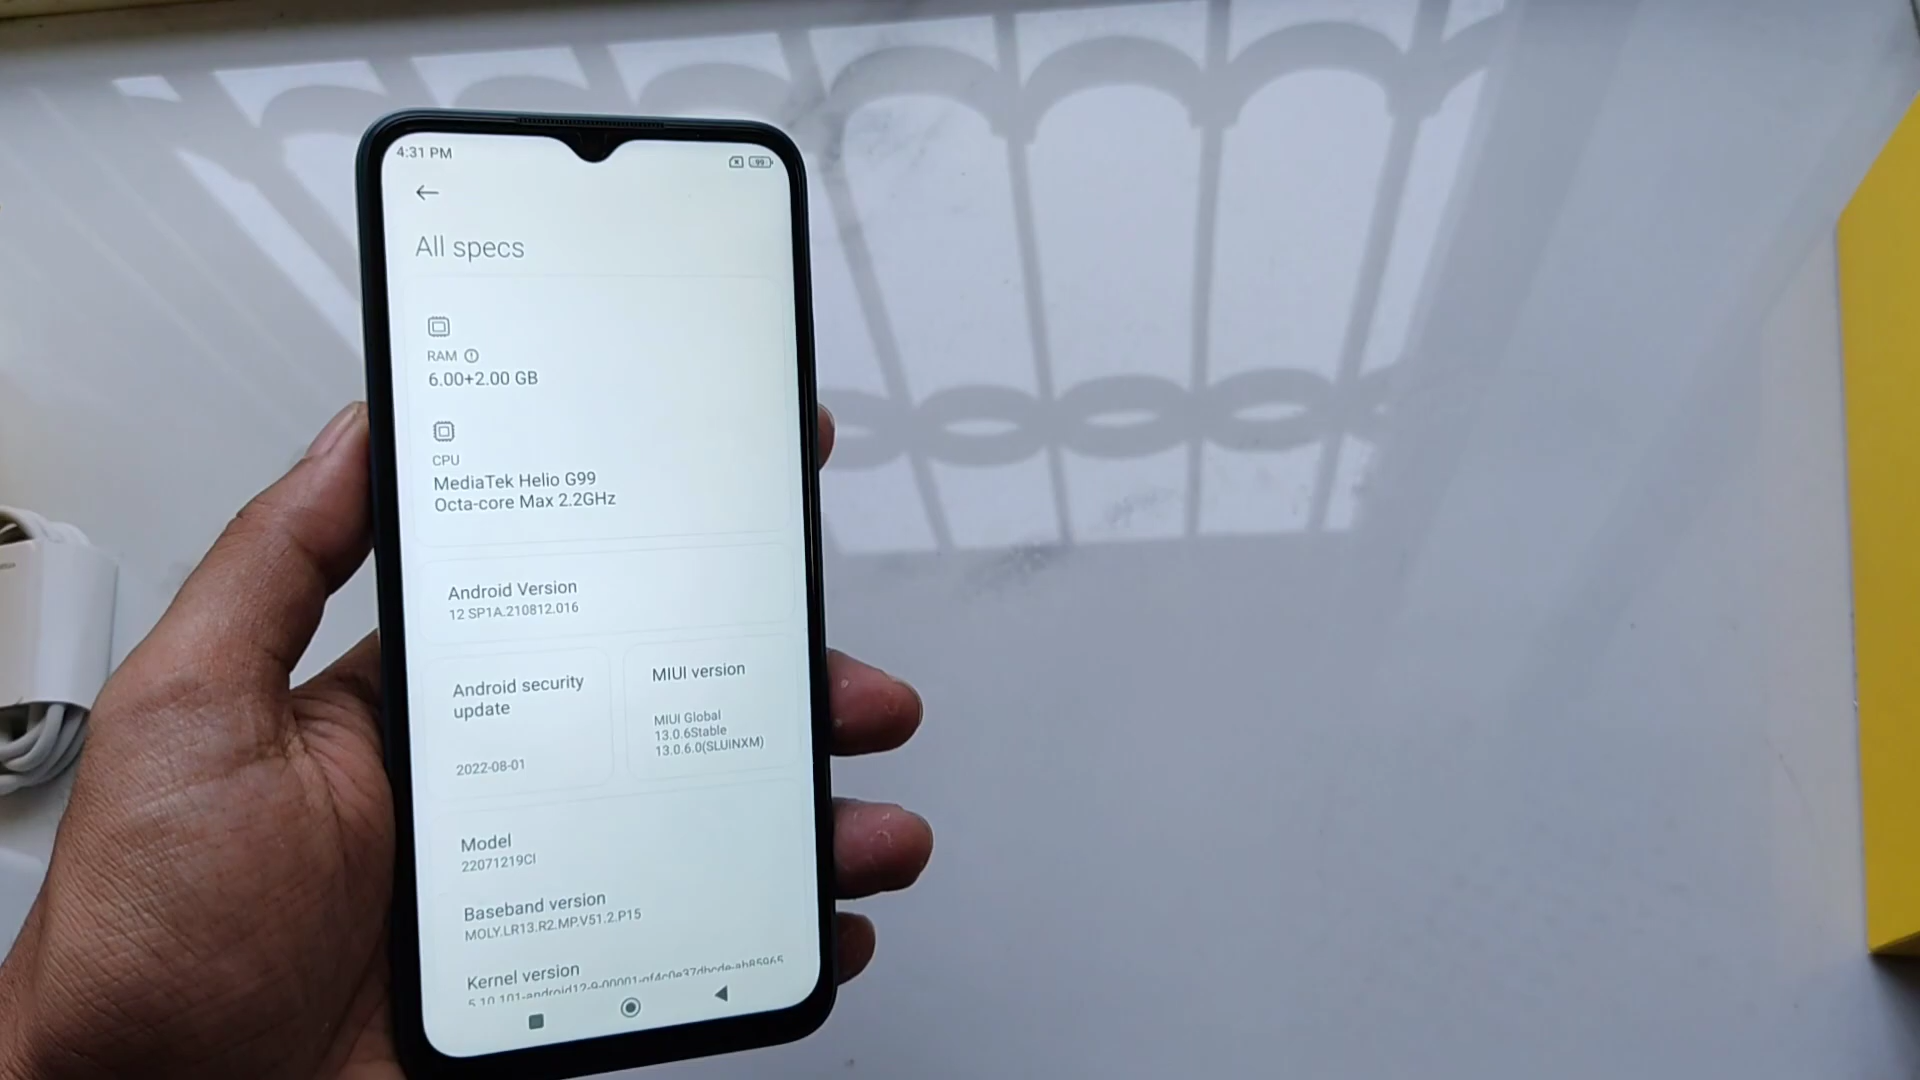 4:31 PM
99
All specs
RAM
6.00+2.00 GB
CPU
MediaTek Helio G99
Octa-core Max 2.2GHz
Android Version
12 SP1A.210812.016
Android security
update
2022-08-01
MIUI version
MIUI Global
13.0.6Stable
13.0.6.0(SLUINXM)
Model
22071219CI
Baseband version
MOLY.LR13.R2.MP.V51.2.P15
Kernel version